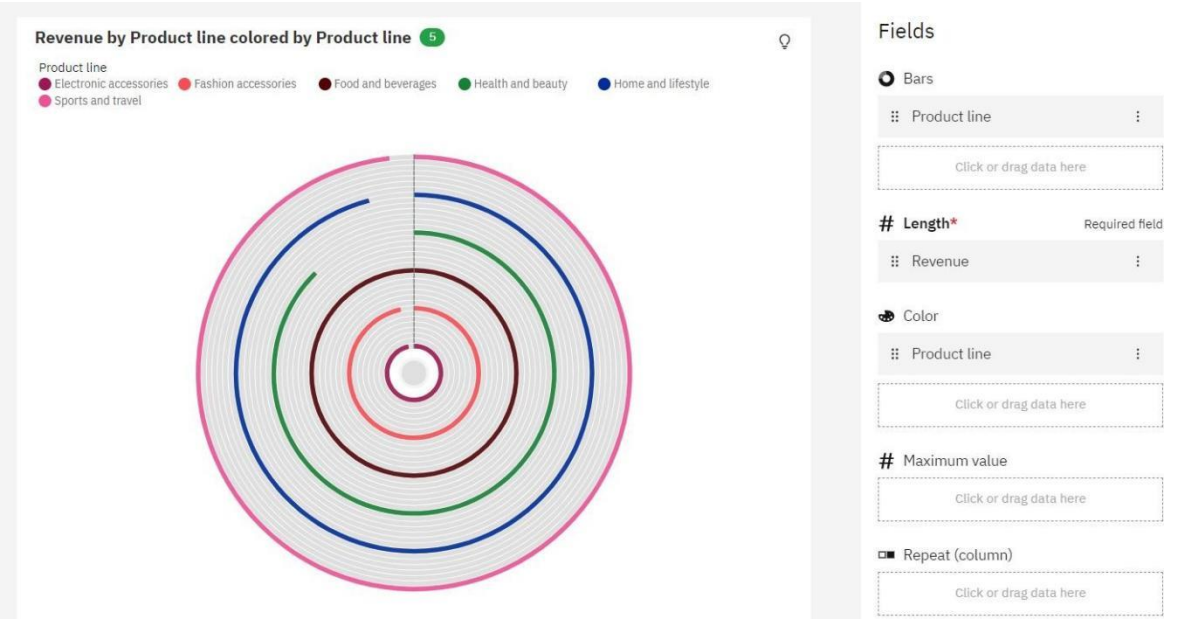 Revenue by Product line colored by Product line 5
Product line
Electronic accessories Fashion accessories Food and beverages Health and beauty Home and lifestyle
Sports and travel
Fields
Bars
Product line
Click or drag data here
# Length* Required field
Revenue
Color
Product line
Click or drag data here
# Maximum value
Click or drag data here
Repeat (column)
Click or drag data here